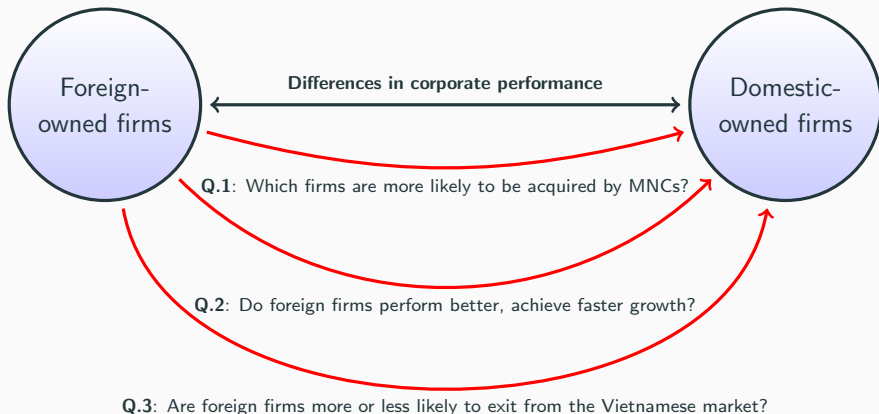 Foreign-
owned firms
Differences in corporate performance
Domestic-
owned firms
Q.1: Which firms are more likely to be acquired by MNCs?
Q.2: Do foreign firms perform better, achieve faster growth?
Q.3: Are foreign firms more or less likely to exit from the Vietnamese market?